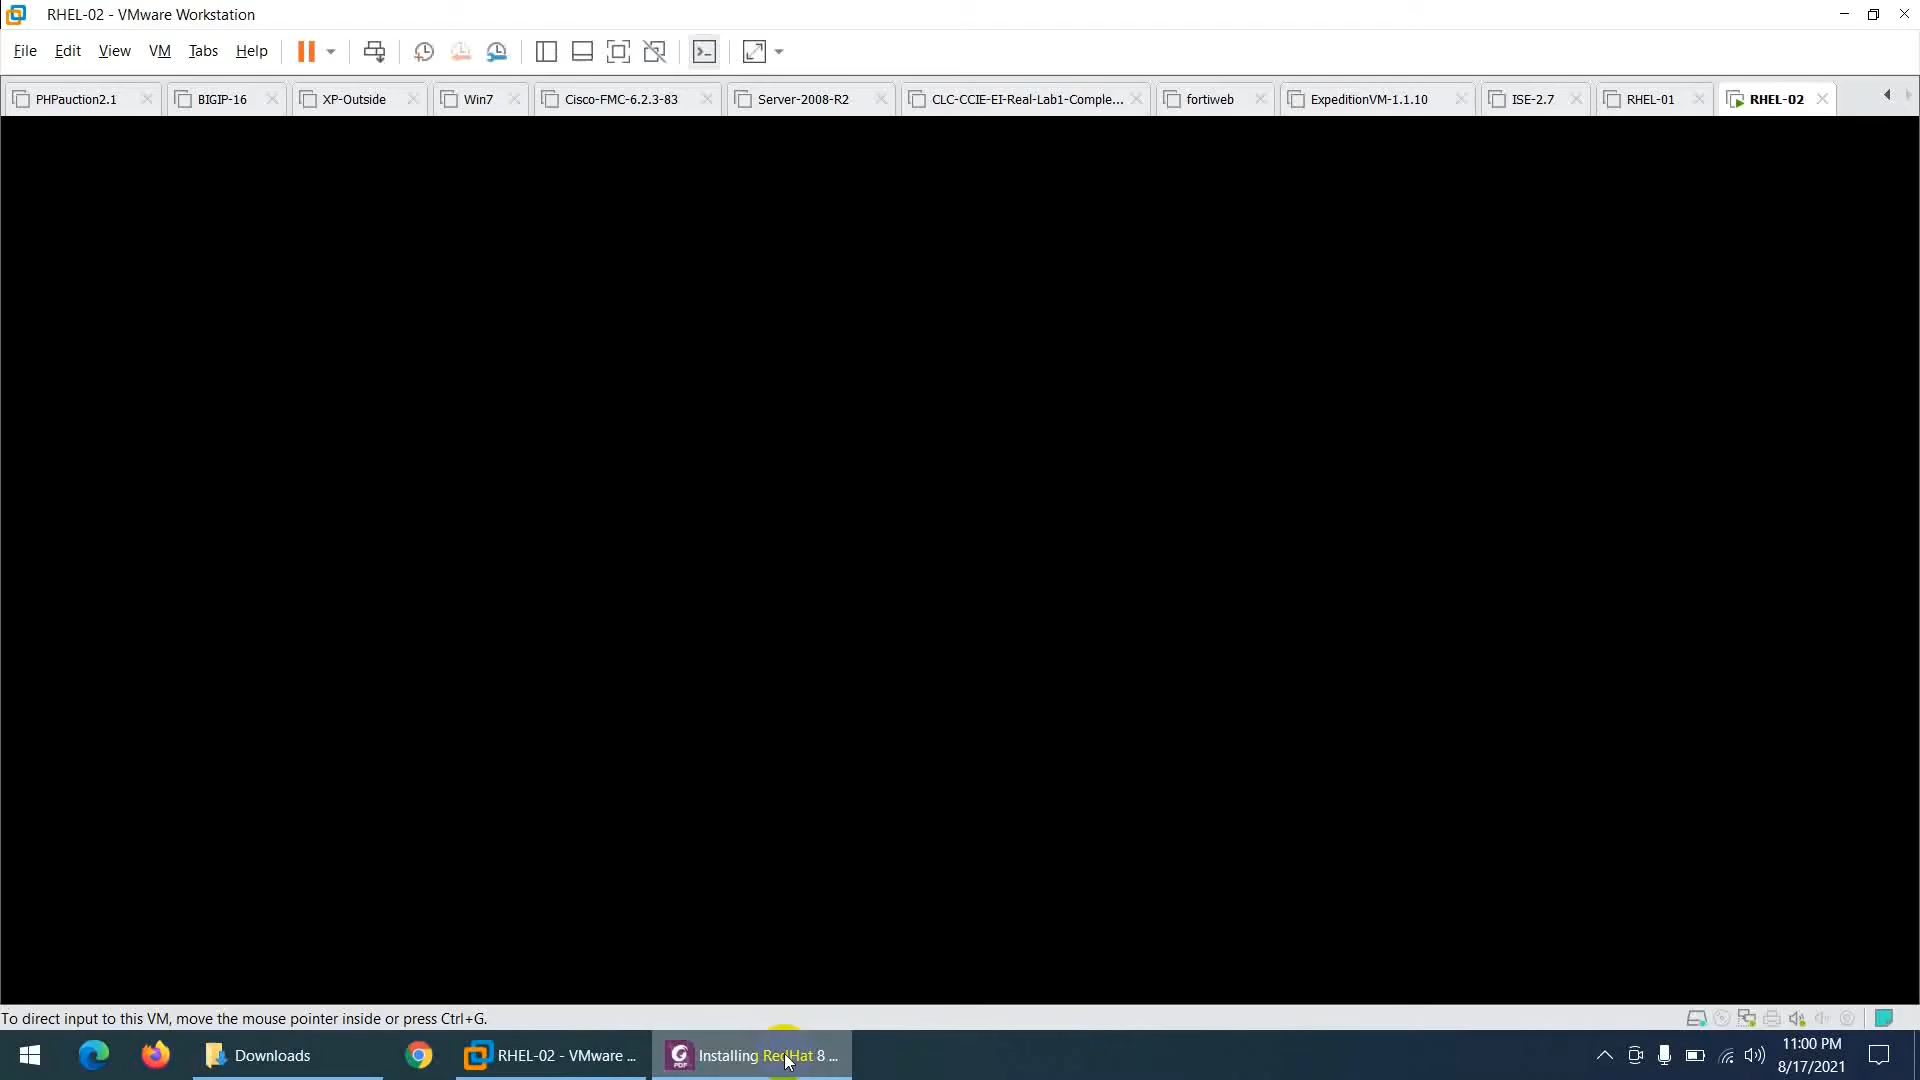 RHEL-02 - VMware Workstation
File Edit View VM Tabs Help
PHPauction2.1 BIGIP-16 XP-Outside Win7 Cisco-FMC-6.2.3-83 Server-2008-R2 CLC-CCIE-EI-Real-Lab1-Comple... fortiweb ExpeditionVM-1.1.10 ISE-2.7 RHEL-01 RHEL-02
To direct input to this VM, move the mouse pointer inside or press Ctrl+G.
Downloads RHEL-02 - VMware ... PDF Installing RedHat 8 ... 11:00 PM
8/17/2021